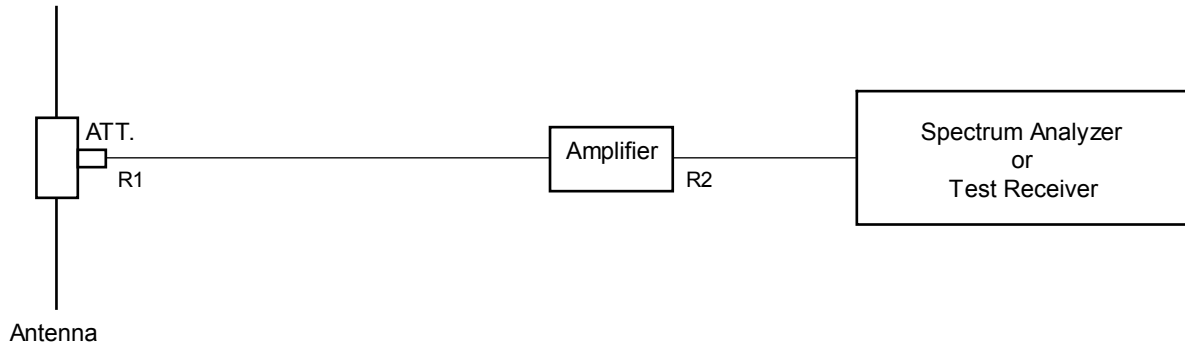 ATT.
R1
Amplifier
R2
Spectrum Analyzer
or
Test Receiver
Antenna